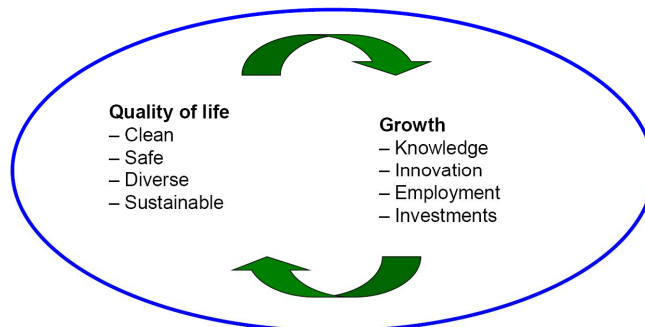 Quality of life
– Clean
– Safe
– Diverse
– Sustainable
Growth
– Knowledge
– Innovation
– Employment
– Investments